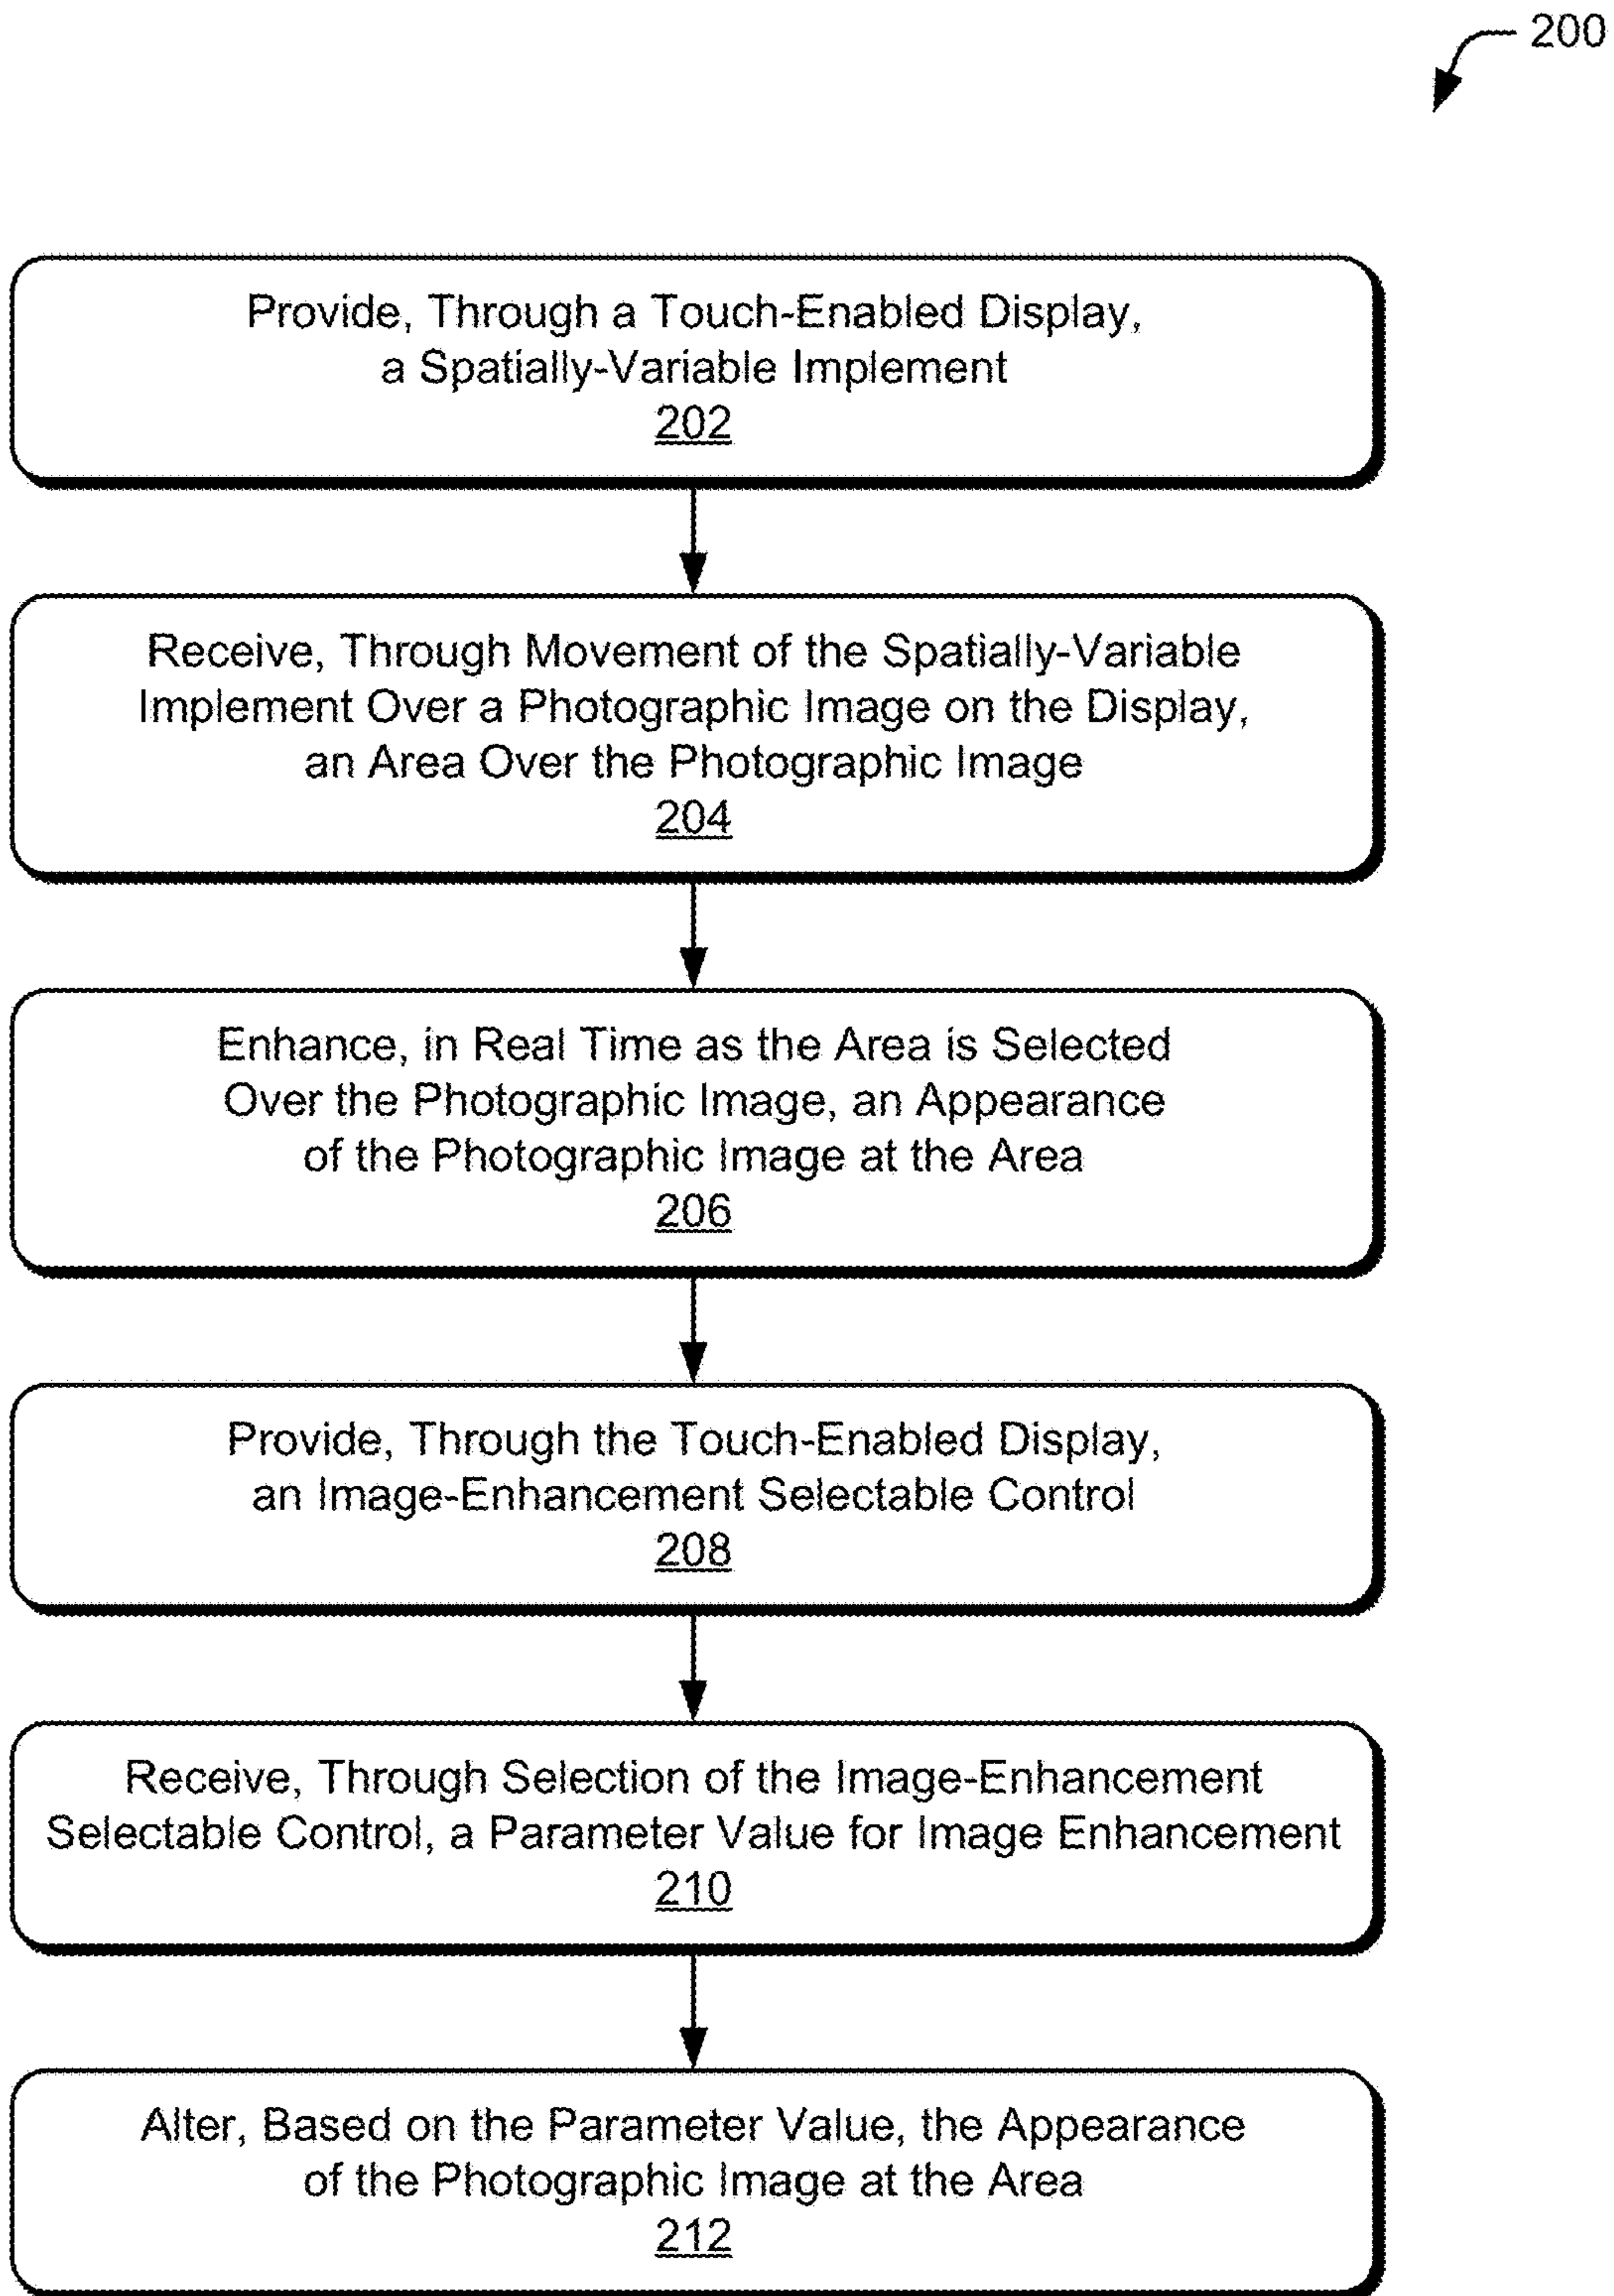 200
Provide, Through a Touch-Enabled Display,
a Spatially-Variable Implement
202
Receive, Through Movement of the Spatially-Variable
Implement Over a Photographic Image on the Display,
an Area Over the Photographic Image
204
Enhance, in Real Time as the Area is Selected
Over the Photographic Image, an Appearance
of the Photographic Image at the Area
206
Provide, Through the Touch-Enabled Display,
an Image-Enhancement Selectable Control
208
Receive, Through Selection of the Image-Enhancement
Selectable Control, a Parameter Value for Image Enhancement
210
Alter, Based on the Parameter Value, the Appearance
of the Photographic Image at the Area
212